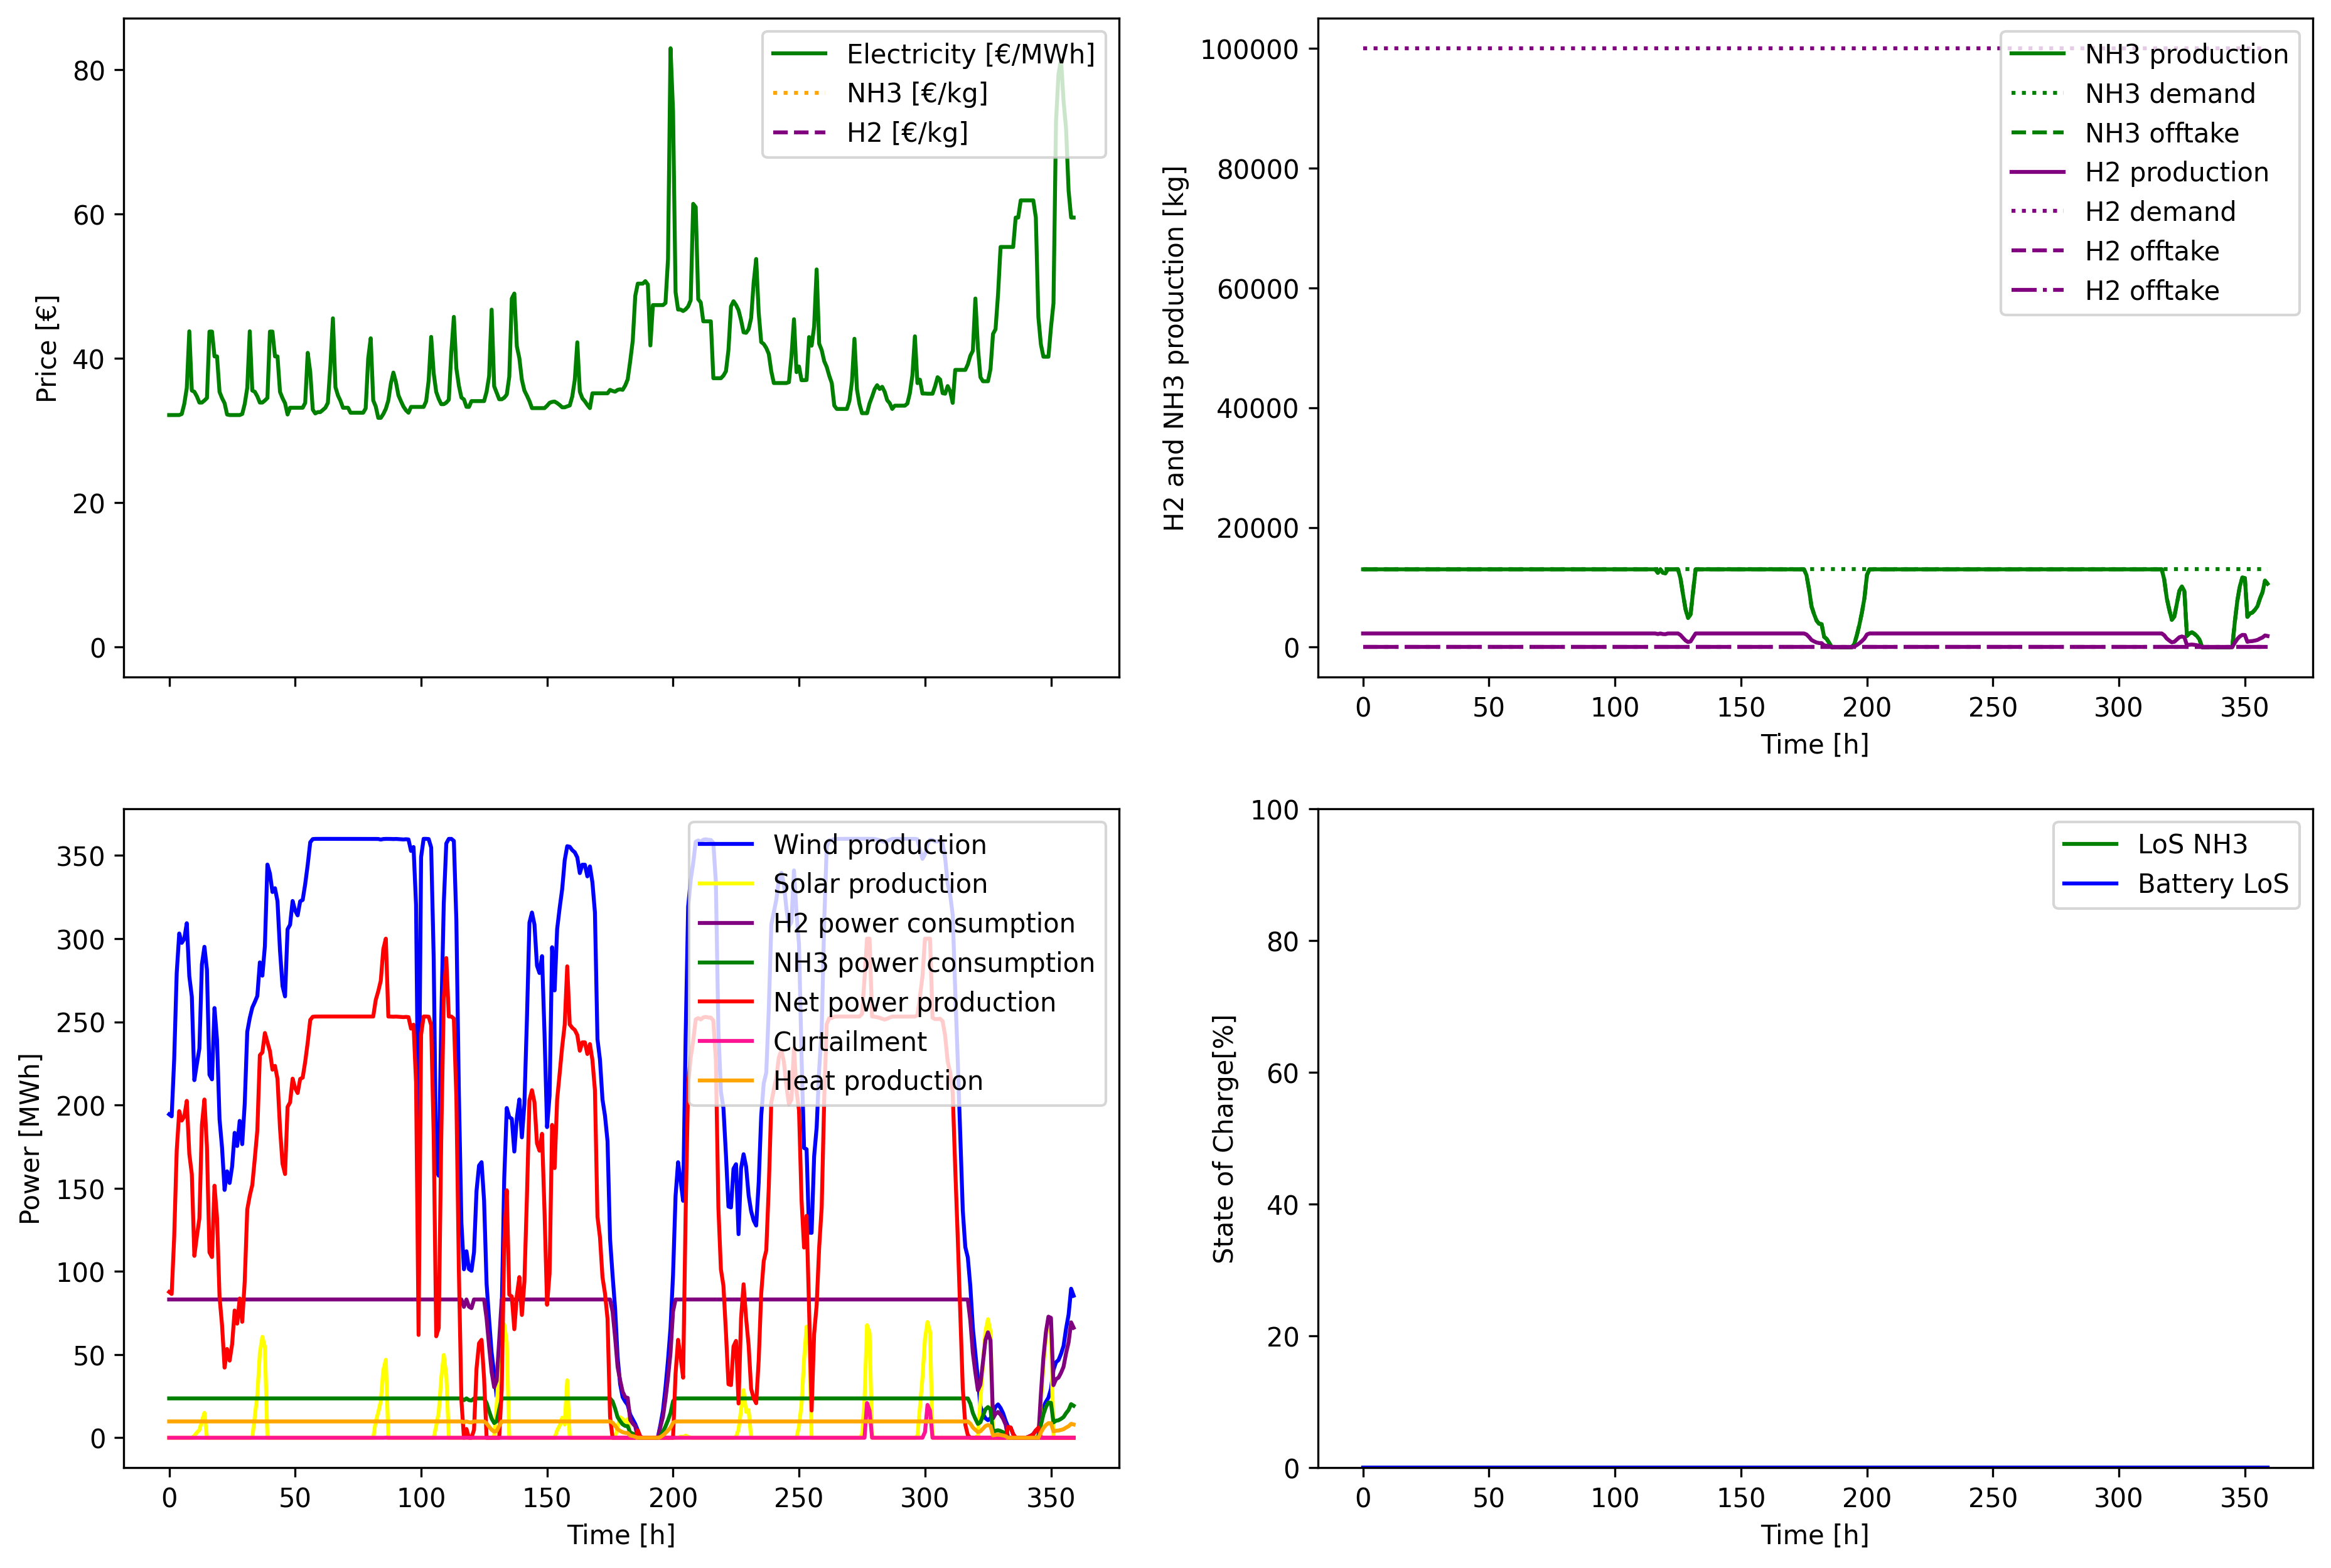 Price [€]
80
60
40
20
0
Electricity [€/MWh]
NH3 [€/kg]
H2 [€/kg]
H2 and NH3 production [kg]
100000
80000
60000
40000
20000
0
NH3 production
NH3 demand
NH3 offtake
H2 production
H2 demand
H2 offtake
H2 offtake
0 50 100 150 200 250 300 350
Time [h]
Power [MWh]
350
300
250
200
150
100
50
0
Wind production
Solar production
H2 power consumption
NH3 power consumption
Net power production
Curtailment
Heat production
0 50 100 150 200 250 300 350
Time [h]
State of Charge[%]
100
80
60
40
20
0
LoS NH3
Battery LoS
0 50 100 150 200 250 300 350
Time [h]